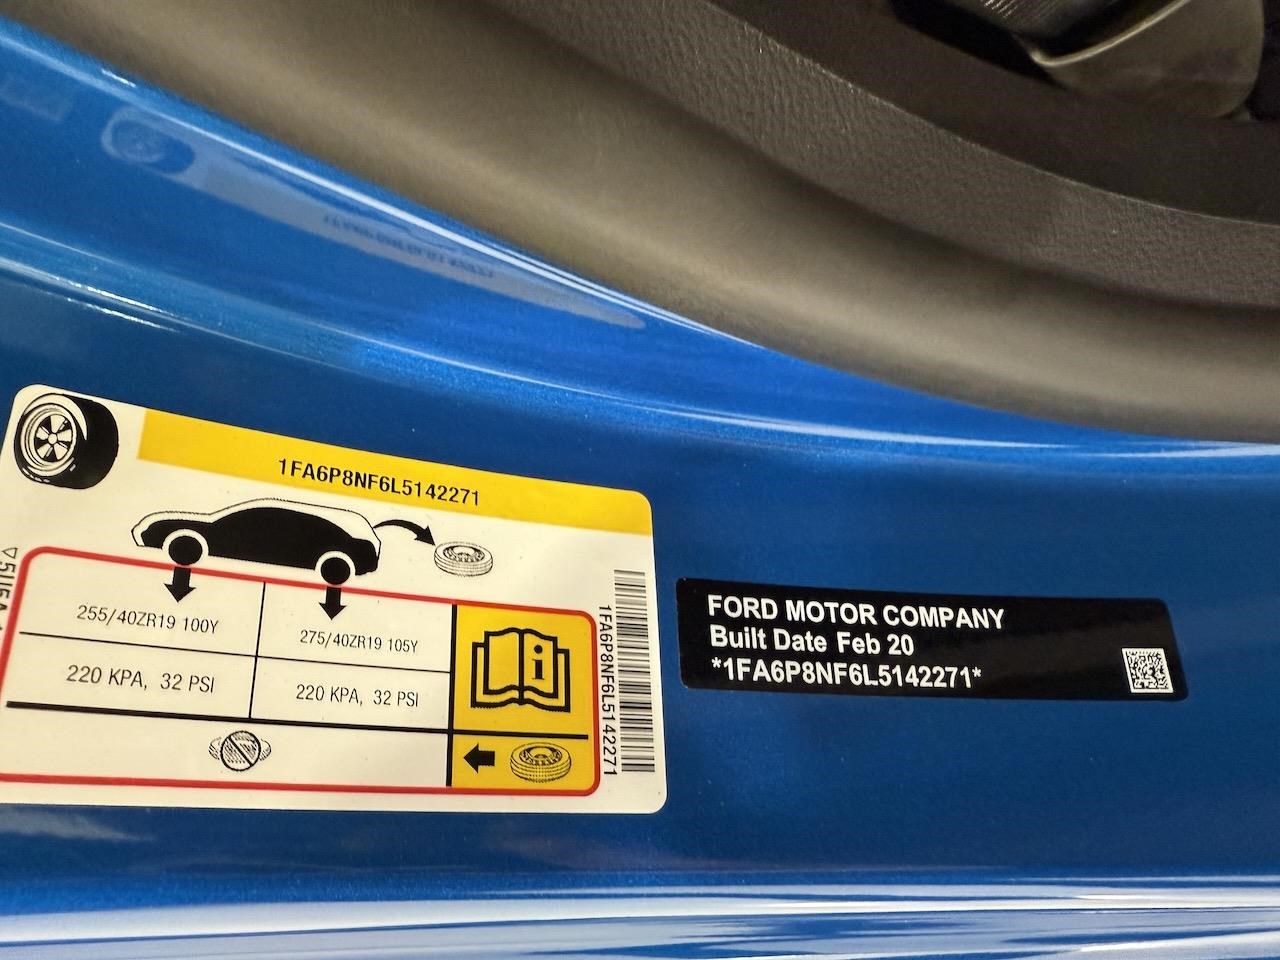 1FA6P8NF6L5142271
255/40ZR19 100Y
275/40ZR19 105Y
220 KPA, 32 PSI
220 KPA, 32 PSI
1FA6P8NF6L5142271
FORD MOTOR COMPANY
Built Date Feb 20
*1FA6P8NF6L5142271*